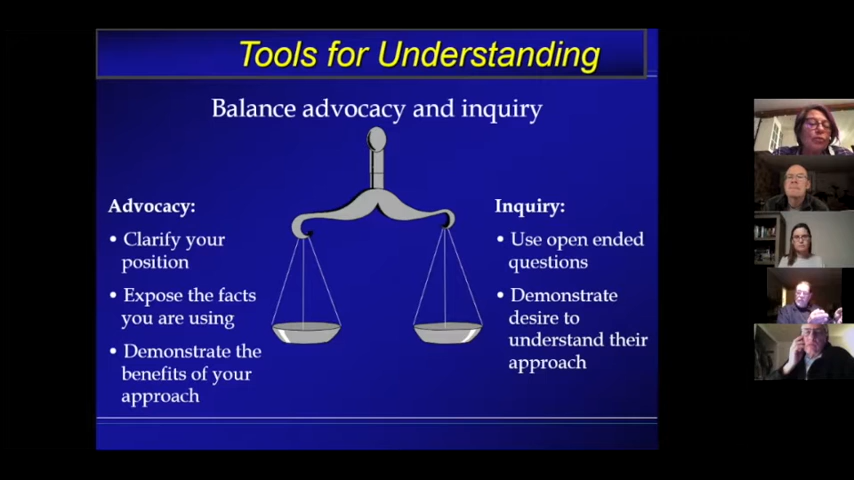 Tools for Understanding
Balance advocacy and inquiry
Advocacy:
• Clarify your
position
• Expose the facts
you are using
• Demonstrate the
benefits of your
approach
Inquiry:
• Use open ended
questions
• Demonstrate
desire to
understand their
approach